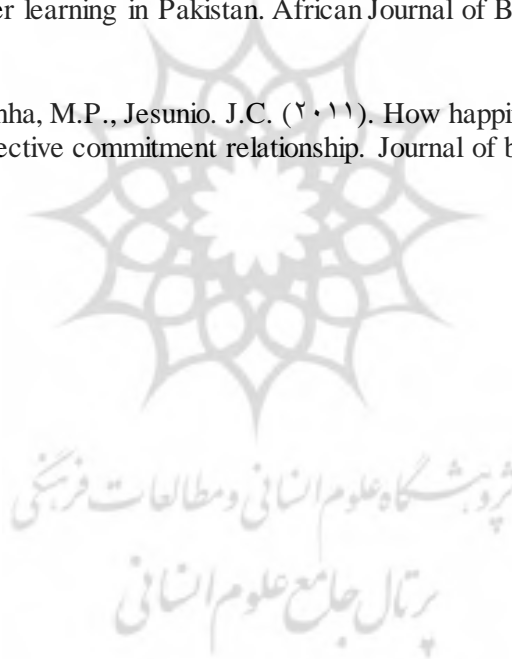 er learning in Pakistan. African Journal of B
nha, M.P., Jesunio. J.C. (۲۰۱۱). How happi
ective commitment relationship. Journal of b
پژوهشگاه علوم انسانی و مطالعات فرهنگی
پرتال جامع علوم انسانی